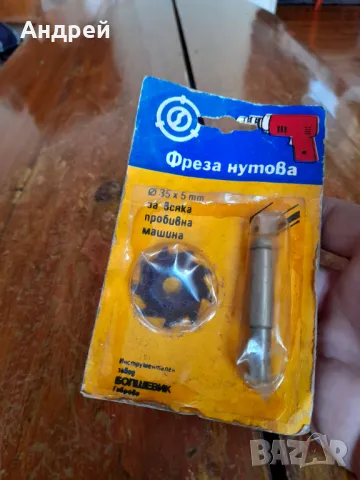 Андрей
Фреза нутова
Ø 35 x 5 mm
за всяка
пробивна
машина
Инструментален
завод
БОЛШЕВИК
Габрово
BAZAR